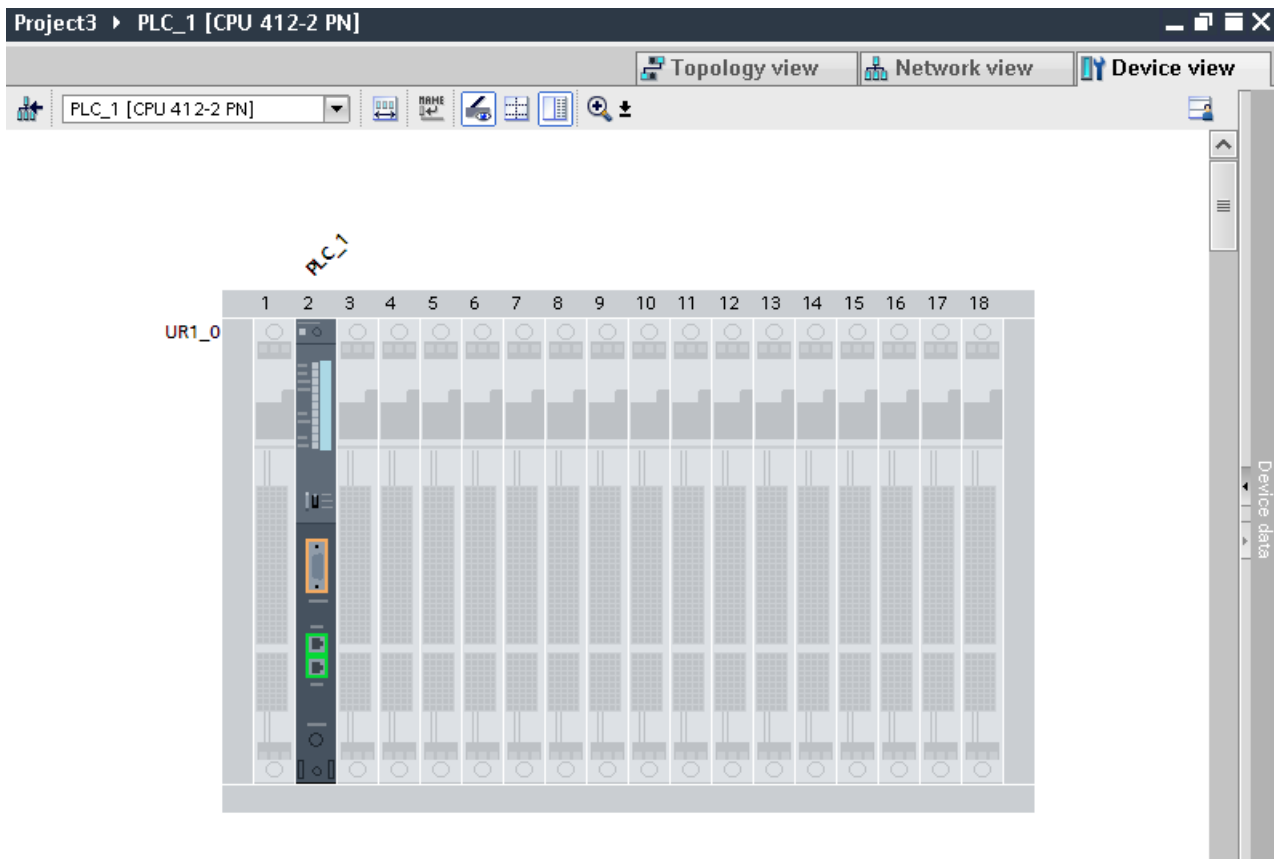 Project3 ▸ PLC_1 [CPU 412-2 PN]
Topology view Network view Device view
PLC_1 [CPU 412-2 PN] NAME
PLC_1
1 2 3 4 5 6 7 8 9 10 11 12 13 14 15 16 17 18
UR1_0
Device data